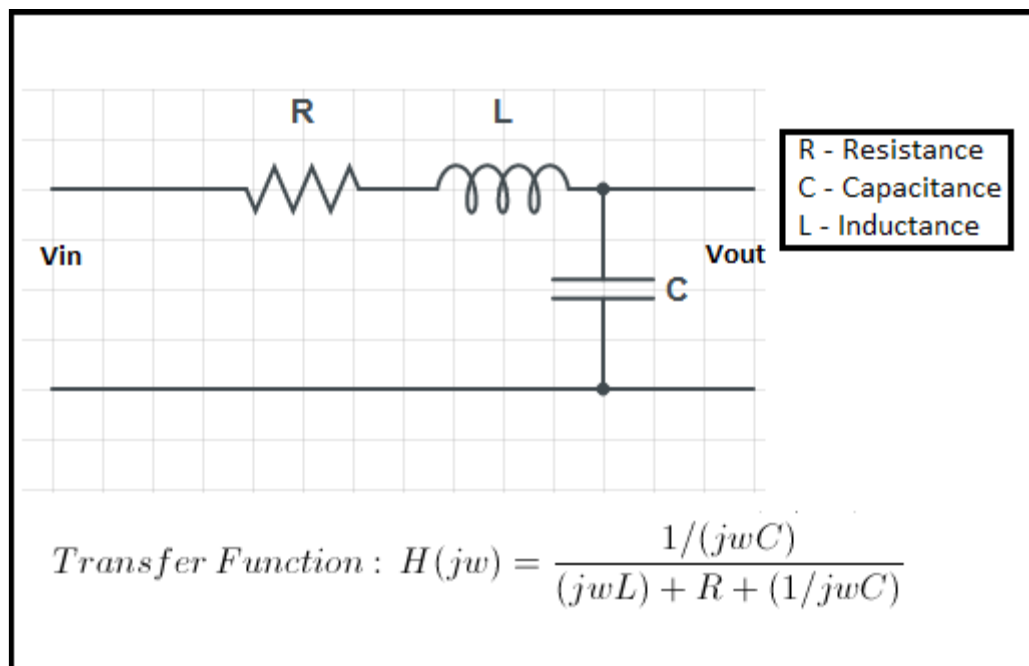 R
L
R - Resistance
C - Capacitance
L - Inductance
Vin
Vout
C
Transfer Function : H(jw) = 1/(jwC) / (jwL) + R + (1/jwC)